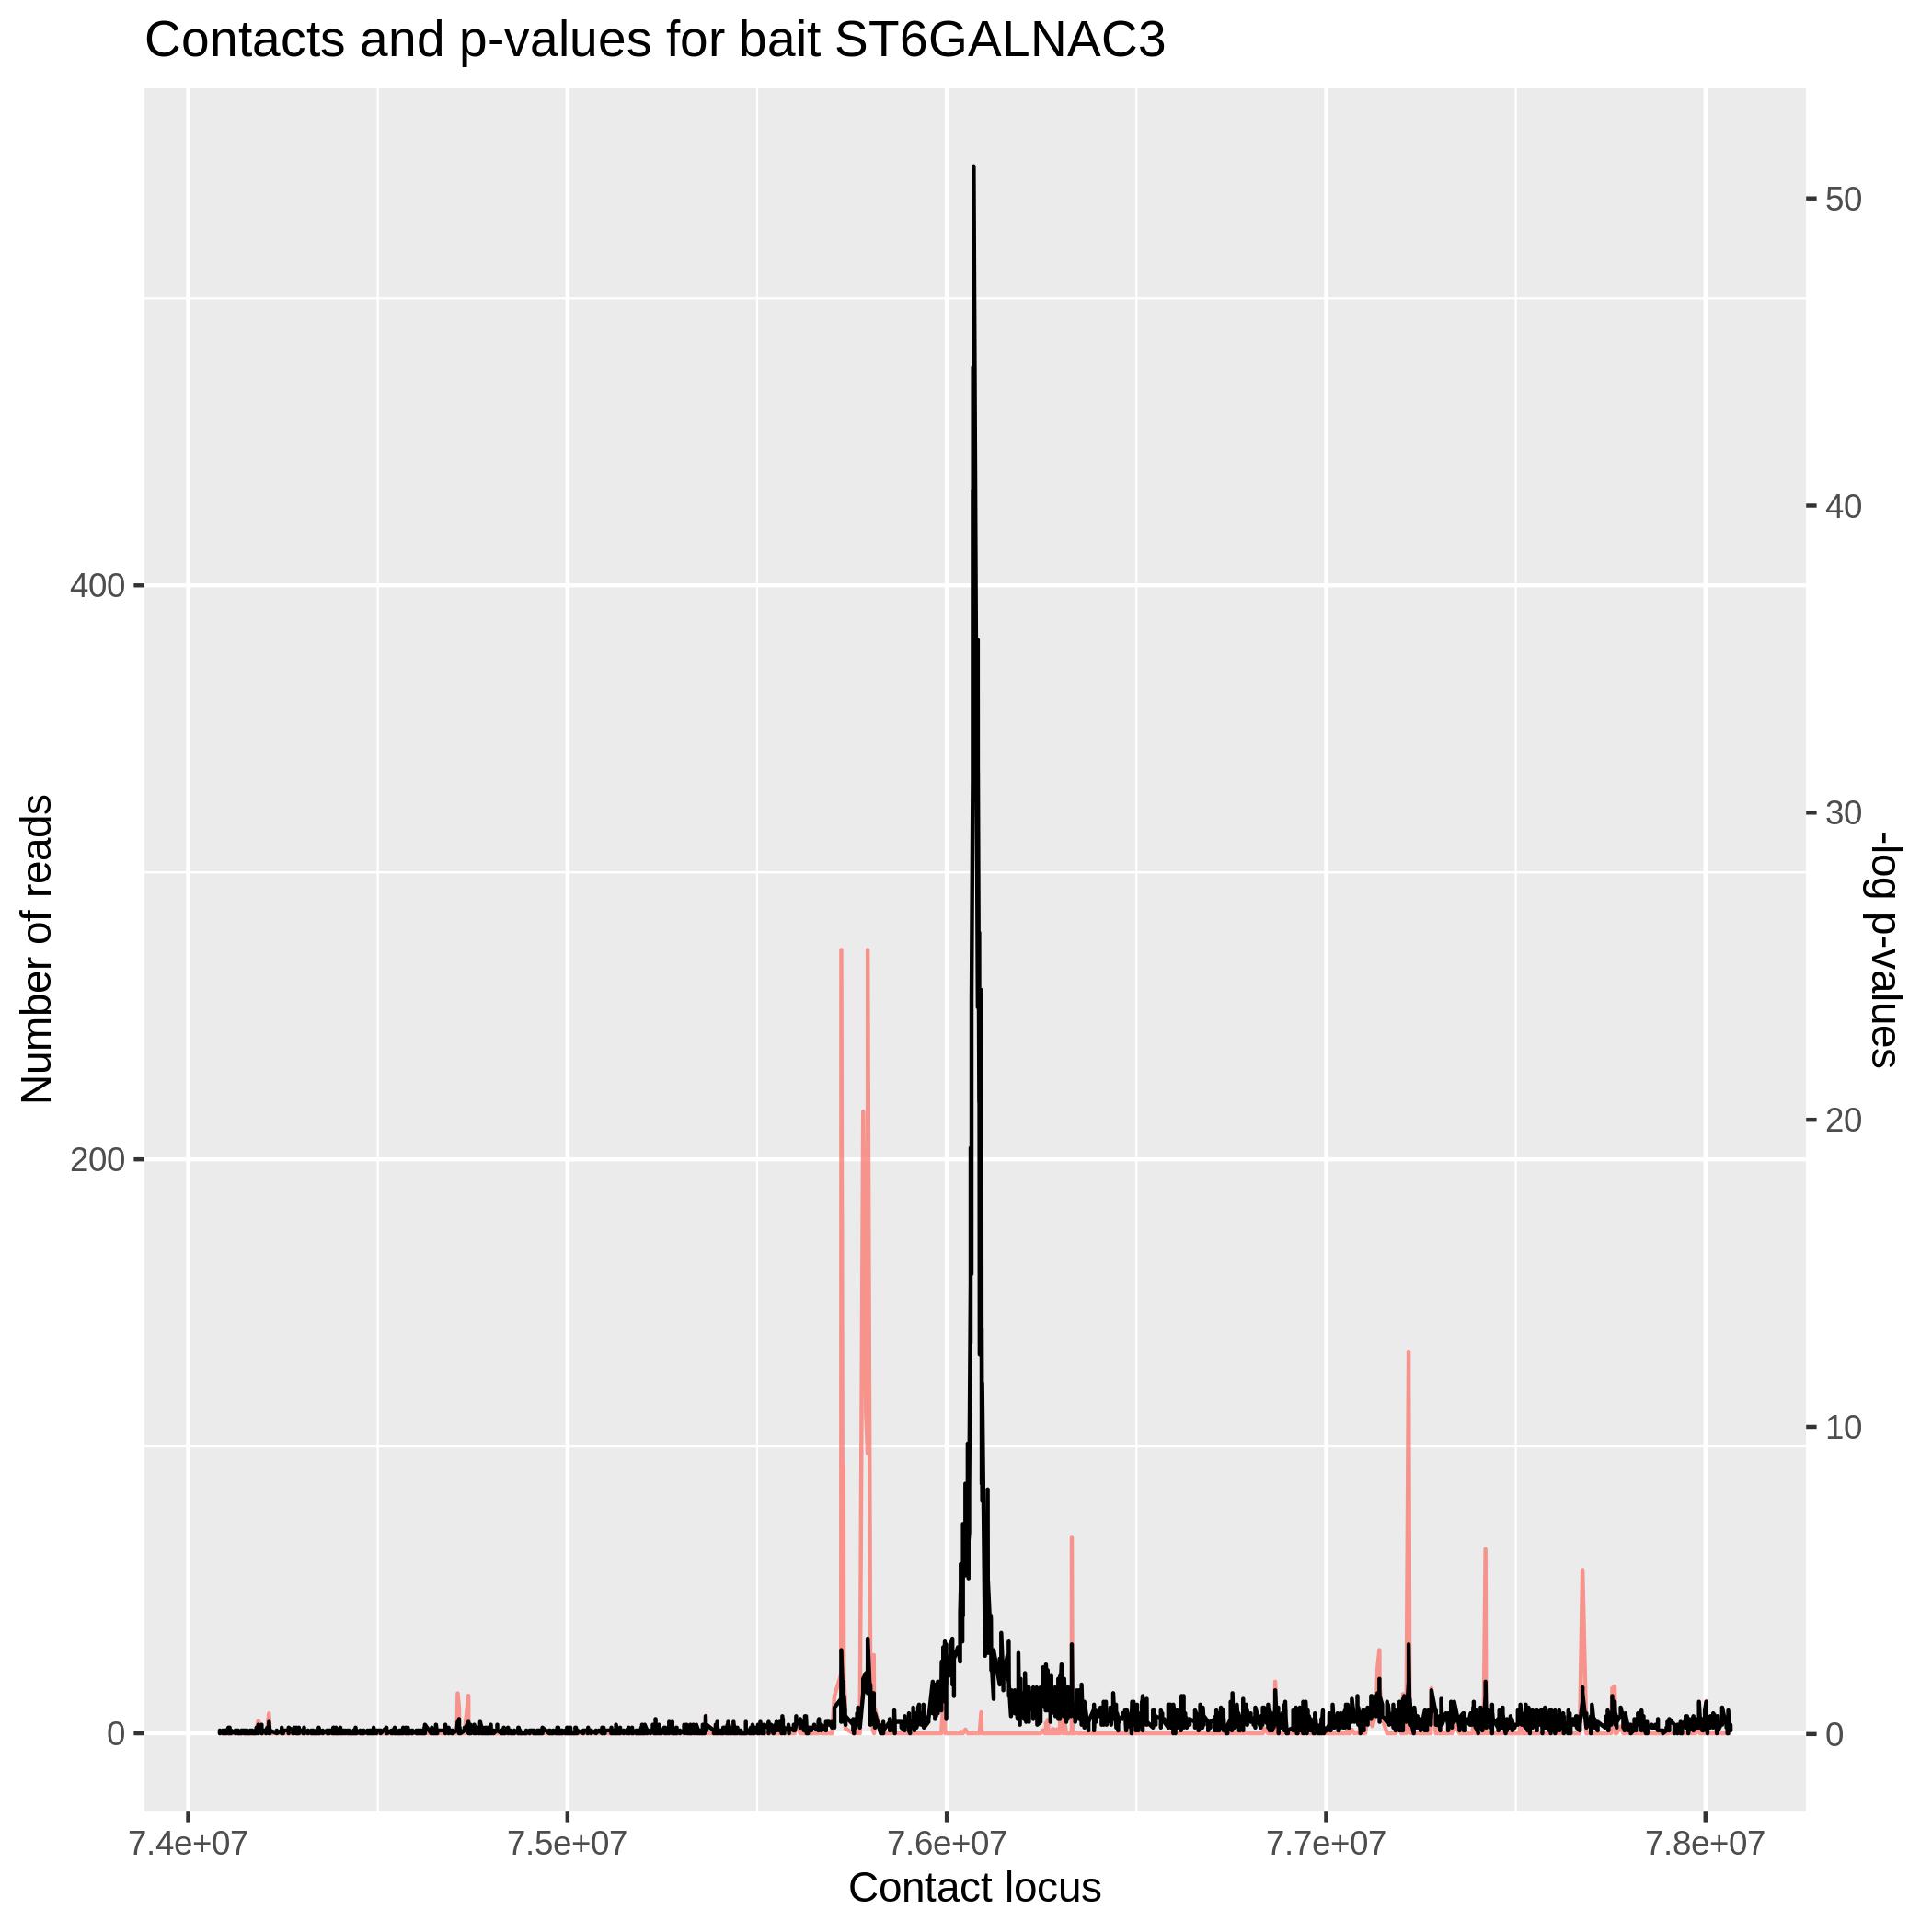 Contacts and p-values for bait ST6GALNAC3
Number of reads
400
200
0
50
40
30
20
10
0
-log p-values
7.4e+07 7.5e+07 7.6e+07 7.7e+07 7.8e+07
Contact locus